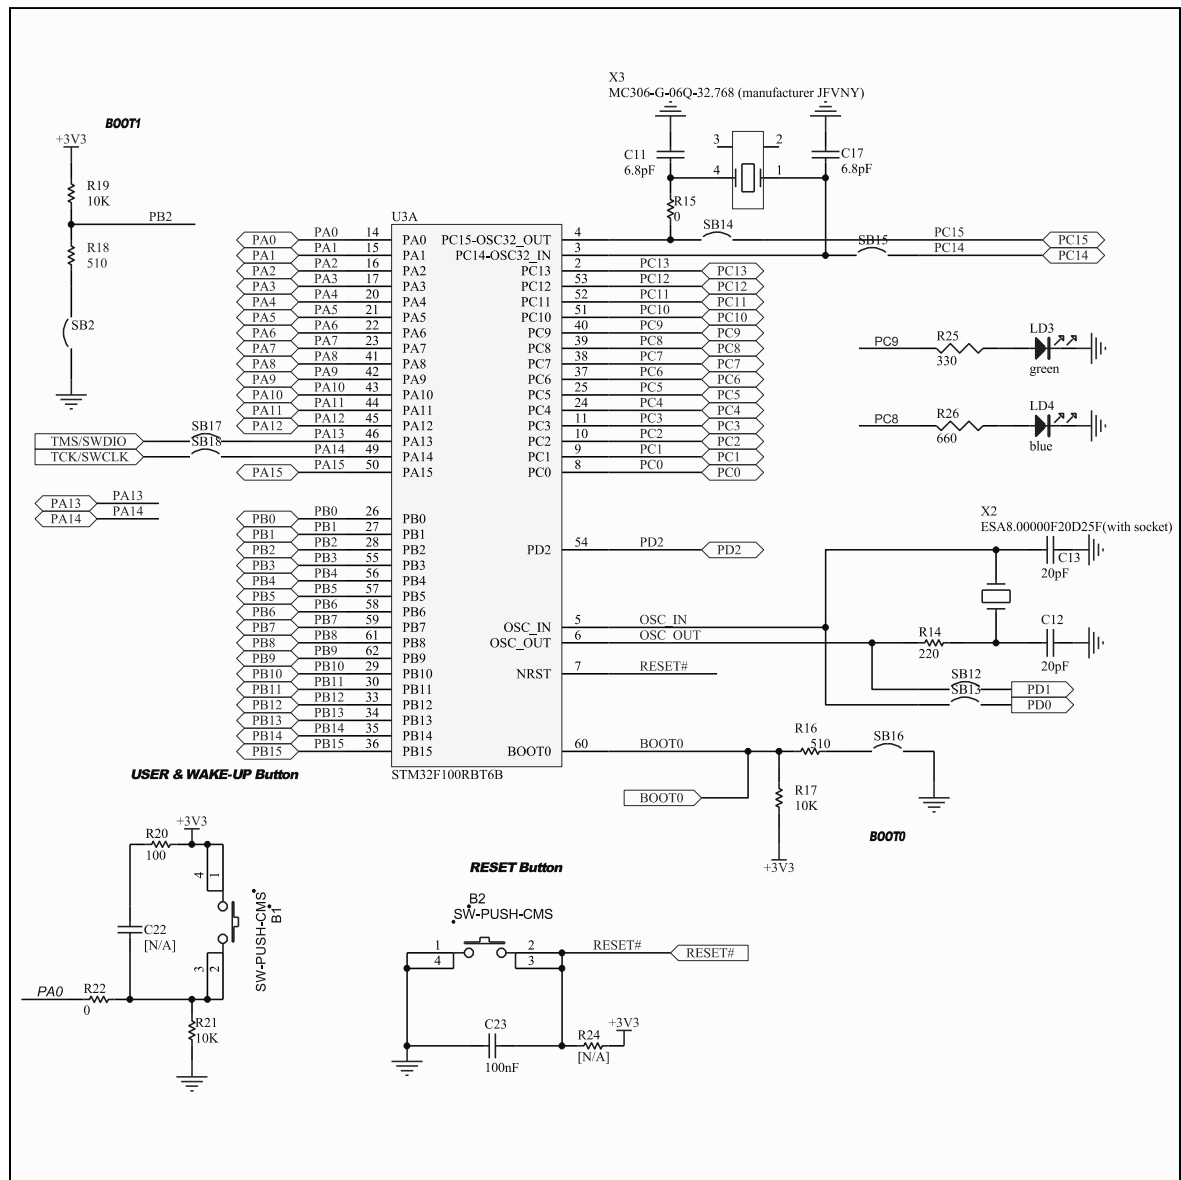 X3
MC306-G-06Q-32.768 (manufacturer JFVNY)
BOOT1
+3V3
3 2
C11
6.8pF
C17
6.8pF
4 1
R19
10K
R15
0
PB2
U3A
SB14
R18
510
PA0 PA0 14 PA0 PC15-OSC32_OUT 4 PC15 PC15
SB15
PA1 PA1 15 PA1 PC14-OSC32_IN 3 PC14 PC14
PA2 PA2 16 PA2 PC13 2 PC13 PC13
PA3 PA3 17 PA3 PC12 53 PC12 PC12
PA4 PA4 20 PA4 PC11 52 PC11 PC11
PA5 PA5 21 PA5 PC10 51 PC10 PC10
SB2
PA6 PA6 22 PA6 PC9 40 PC9 PC9
PA7 PA7 23 PA7 PC8 39 PC8 PC8
PA8 PA8 41 PA8 PC7 38 PC7 PC7
PA9 PA9 42 PA9 PC6 37 PC6 PC6
PA10 PA10 43 PA10 PC5 25 PC5 PC5
PA11 PA11 44 PA11 PC4 24 PC4 PC4
PA12 PA12 45 PA12 PC3 11 PC3 PC3
SB17
TMS/SWDIO PA13 46 PA13 PC2 10 PC2 PC2
SB18
TCK/SWCLK PA14 49 PA14 PC1 9 PC1 PC1
PA15 PA15 50 PA15 PC0 8 PC0 PC0
PC9 R25
330
LD3
green
PC8 R26
660
LD4
blue
PA13 PA13
PA14 PA14
PB0 PB0 26 PB0
PB1 PB1 27 PB1
PB2 PB2 28 PB2 PD2 54 PD2 PD2
PB3 PB3 55 PB3
PB4 PB4 56 PB4
PB5 PB5 57 PB5
PB6 PB6 58 PB6
PB7 PB7 59 PB7 OSC_IN 5 OSC_IN
PB8 PB8 61 PB8 OSC_OUT 6 OSC_OUT
PB9 PB9 62 PB9
PB10 PB10 29 PB10 NRST 7 RESET#
PB11 PB11 30 PB11
PB12 PB12 33 PB12
PB13 PB13 34 PB13
PB14 PB14 35 PB14
PB15 PB15 36 PB15 BOOT0 60 BOOT0
STM32F100RBT6B
X2
ESA8.00000F20D25F(with socket)
C13
20pF
R14
220
C12
20pF
SB12
PD1
SB13
PD0
R16
510
SB16
R17
10K
BOOT0
+3V3
BOOT0
USER & WAKE-UP Button
+3V3
R20
100
4 1
C22
[N/A]
SW-PUSH-CMS
B1
3 2
PA0 R22
0
R21
10K
RESET Button
B2
SW-PUSH-CMS
1 2 RESET# RESET#
4 3
C23
100nF
R24
[N/A]
+3V3